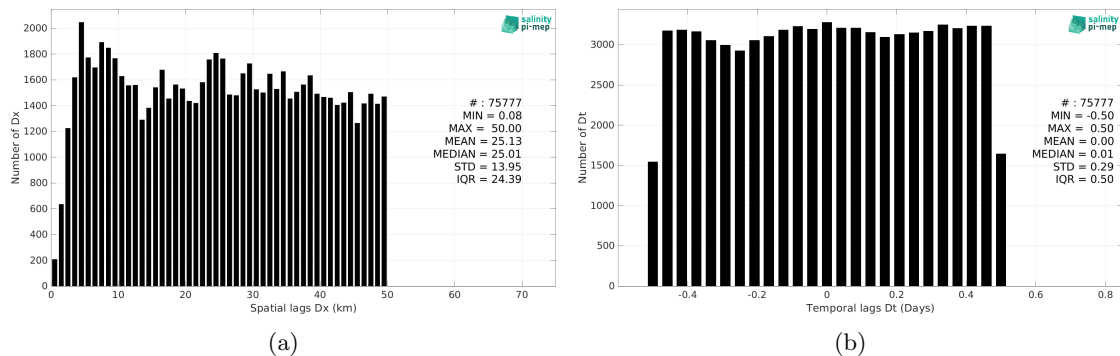 2000
1800
1600
1400
1200
1000
800
600
400
200
0
Number of Dx
0 10 20 30 40 50 60 70
Spatial lags Dx (km)
salinity
pi-mep
# : 75777
MIN = 0.08
MAX = 50.00
MEAN = 25.13
MEDIAN = 25.01
STD = 13.95
IQR = 24.39
(a)
3000
2500
2000
1500
1000
500
0
Number of Dt
-0.4 -0.2 0 0.2 0.4 0.6 0.8
Temporal lags Dt (Days)
salinity
pi-mep
# : 75777
MIN = -0.50
MAX = 0.50
MEAN = 0.00
MEDIAN = 0.01
STD = 0.29
IQR = 0.50
(b)